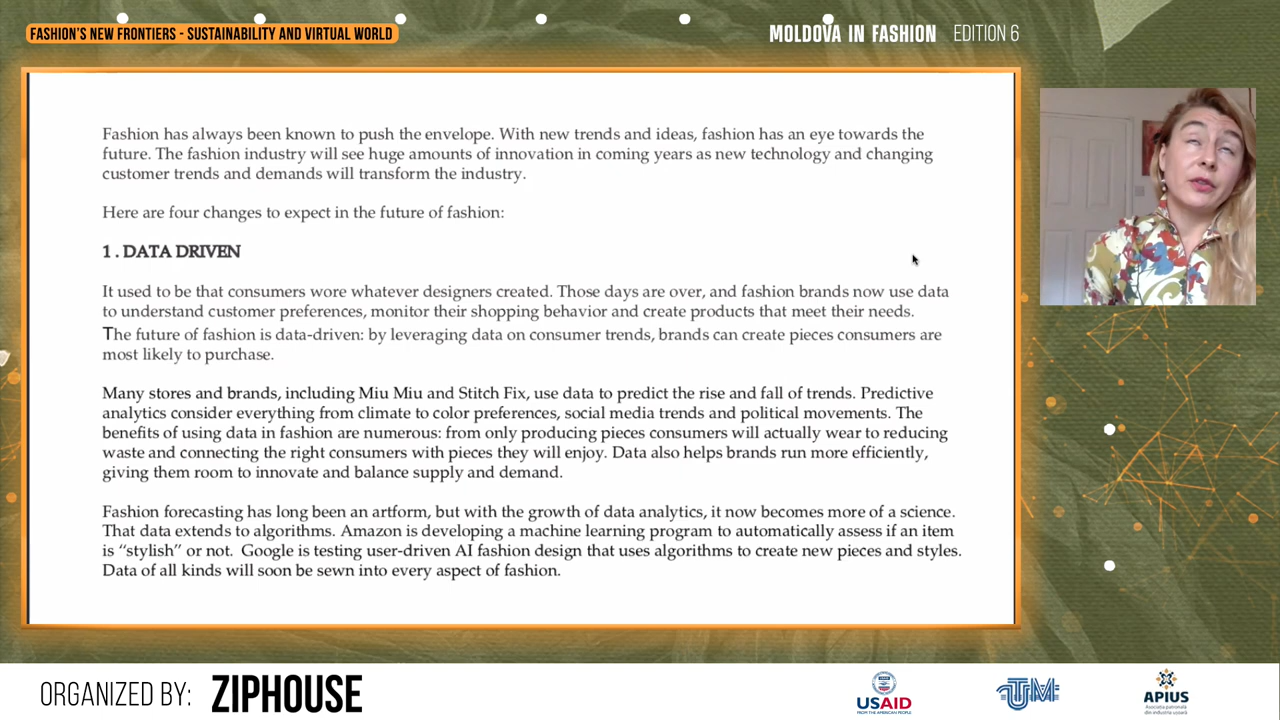 FASHION'S NEW FRONTIERS - SUSTAINABILITY AND VIRTUAL WORLD
MOLDOVA IN FASHION EDITION 6
Fashion has always been known to push the envelope. With new trends and ideas, fashion has an eye towards the
future. The fashion industry will see huge amounts of innovation in coming years as new technology and changing
customer trends and demands will transform the industry.
Here are four changes to expect in the future of fashion:
1 . DATA DRIVEN
It used to be that consumers wore whatever designers created. Those days are over, and fashion brands now use data
to understand customer preferences, monitor their shopping behavior and create products that meet their needs.
The future of fashion is data-driven: by leveraging data on consumer trends, brands can create pieces consumers are
most likely to purchase.
Many stores and brands, including Miu Miu and Stitch Fix, use data to predict the rise and fall of trends. Predictive
analytics consider everything from climate to color preferences, social media trends and political movements. The
benefits of using data in fashion are numerous: from only producing pieces consumers will actually wear to reducing
waste and connecting the right consumers with pieces they will enjoy. Data also helps brands run more efficiently,
giving them room to innovate and balance supply and demand.
Fashion forecasting has long been an artform, but with the growth of data analytics, it now becomes more of a science.
That data extends to algorithms. Amazon is developing a machine learning program to automatically assess if an item
is “stylish” or not. Google is testing user-driven AI fashion design that uses algorithms to create new pieces and styles.
Data of all kinds will soon be sewn into every aspect of fashion.
ORGANIZED BY: ZIPHOUSE
USAID
FROM THE AMERICAN PEOPLE
UTM
APIUS
Asociația patronală
din industria ușoară